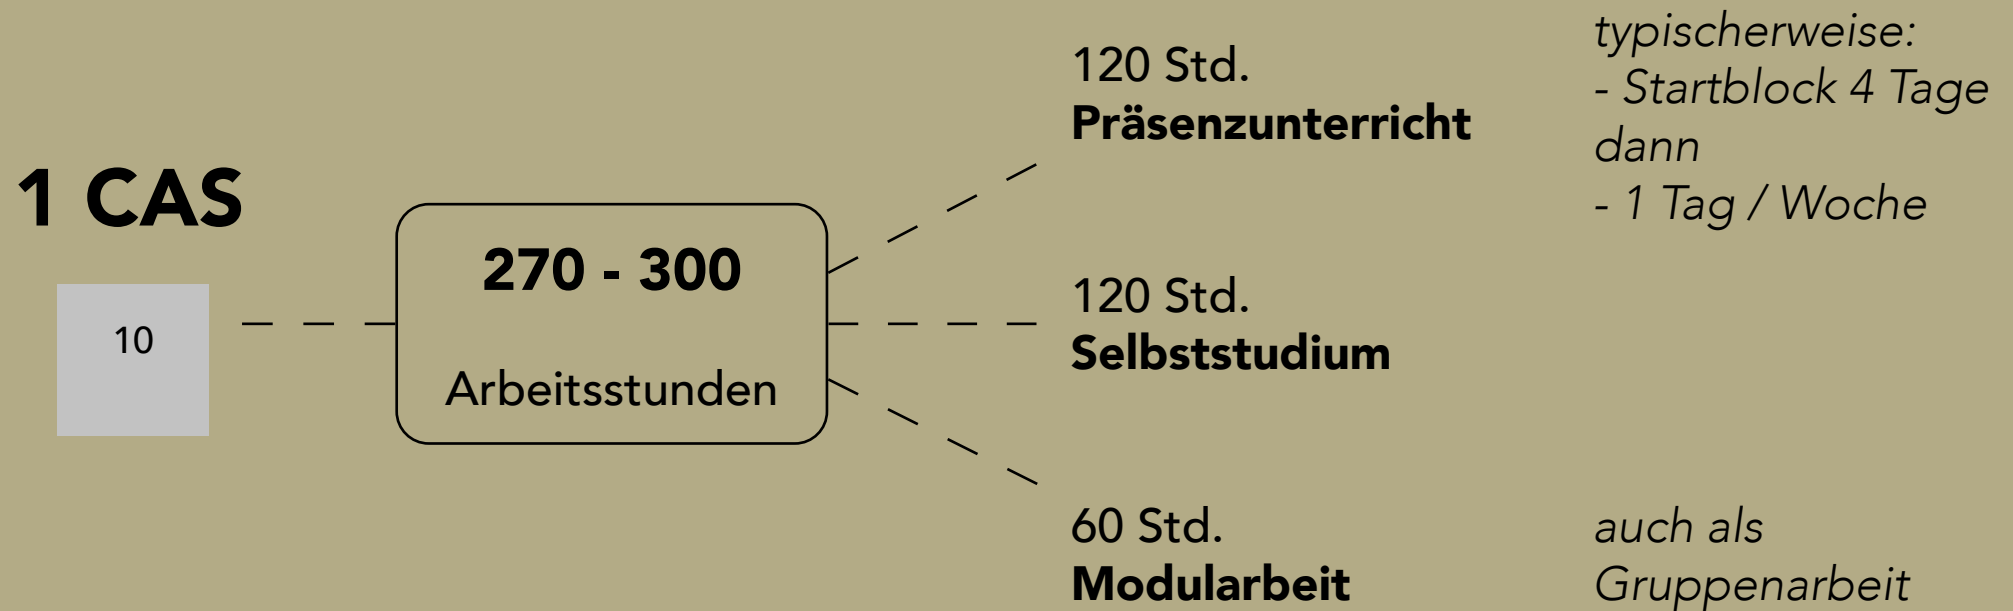 1 CAS
10
270 - 300
Arbeitsstunden
120 Std.
Präsenzunterricht
typischerweise:
- Startblock 4 Tage
dann
- 1 Tag / Woche
120 Std.
Selbststudium
60 Std.
Modularbeit
auch als
Gruppenarbeit